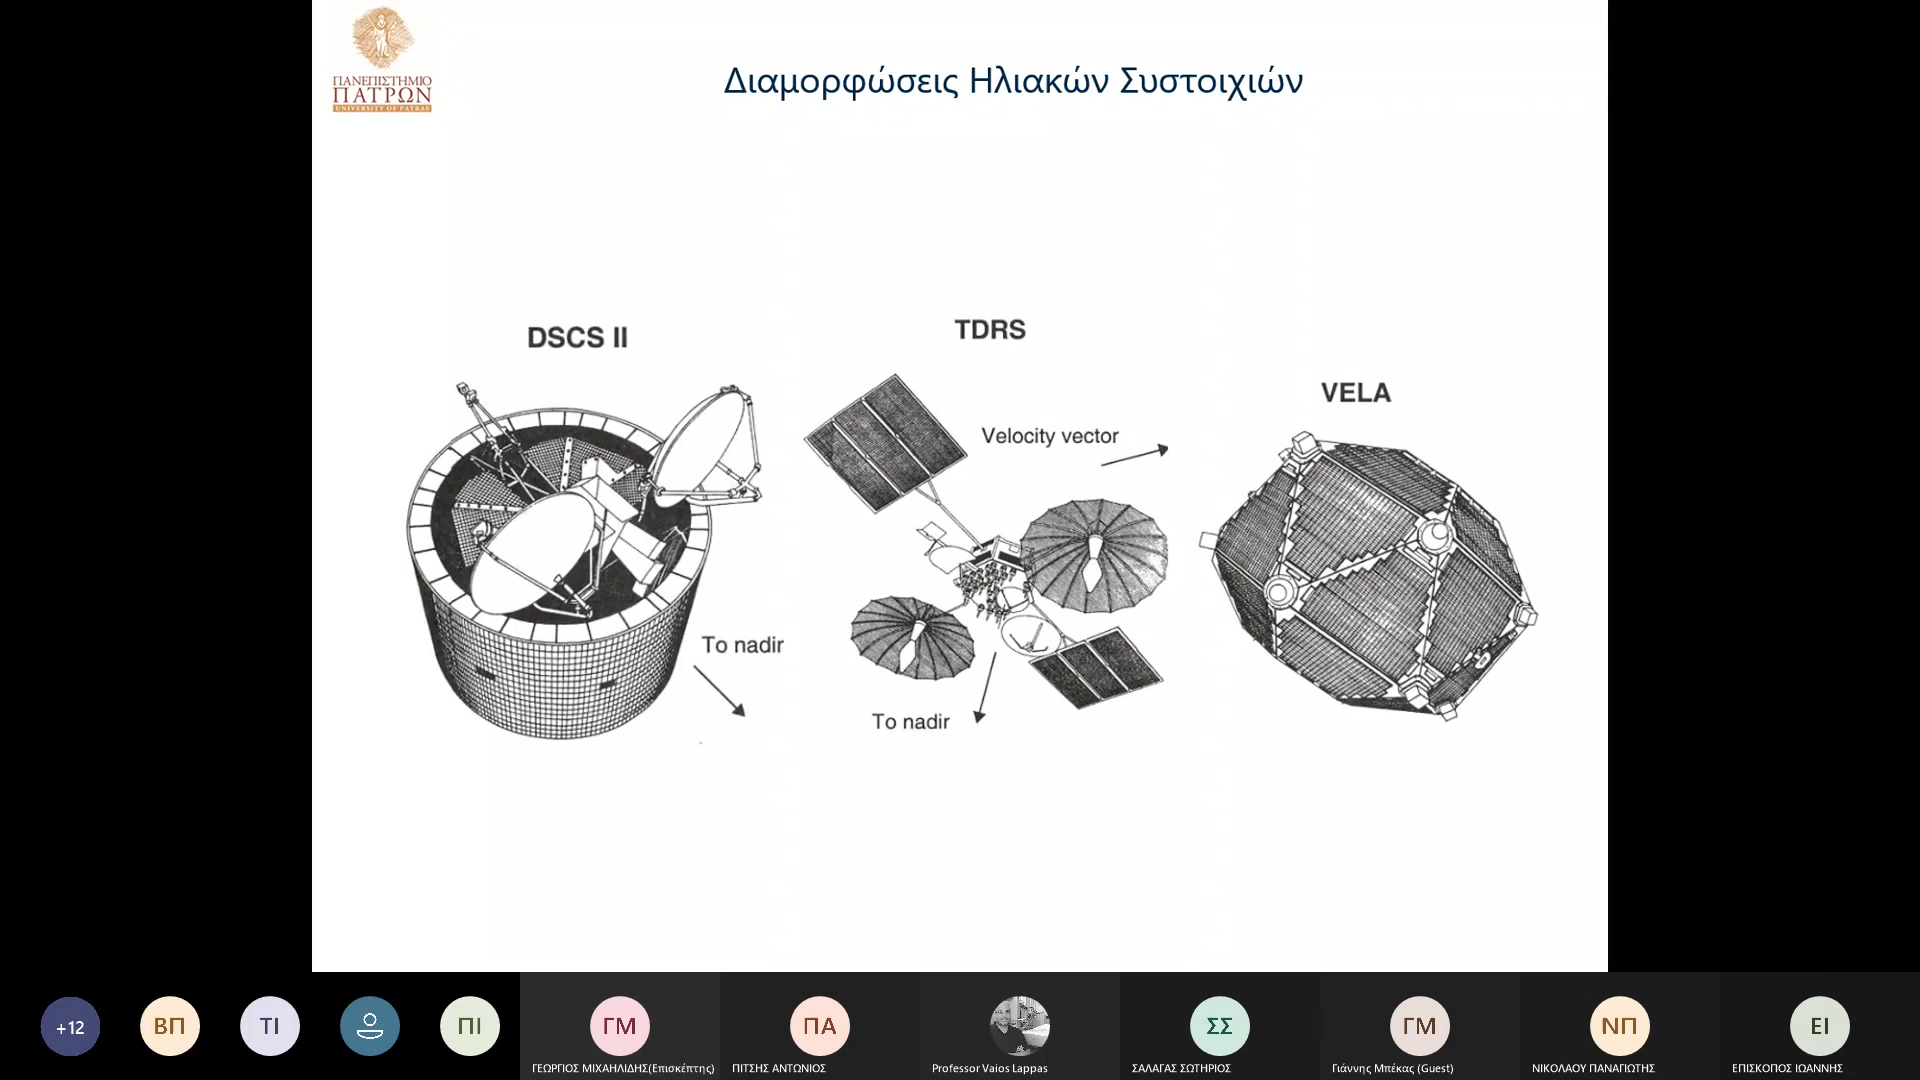 ΠΑΝΕΠΙΣΤΗΜΙΟ
ΠΑΤΡΩΝ
UNIVERSITY OF PATRAS
Διαμορφώσεις Ηλιακών Συστοιχιών
DSCS II
TDRS
VELA
Velocity vector
To nadir
To nadir
+12
ΒΠ
ΤΙ
ΠΙ
ΓΜ
ΠΑ
ΣΣ
ΓΜ
ΝΠ
ΕΙ
ΓΕΩΡΓΙΟΣ ΜΙΧΑΗΛΙΔΗΣ(Επισκέπτης)
ΠΙΤΣΗΣ ΑΝΤΩΝΙΟΣ
Professor Vaios Lappas
ΣΑΛΑΓΑΣ ΣΩΤΗΡΙΟΣ
Γιάννης Μπέκας (Guest)
ΝΙΚΟΛΑΟΥ ΠΑΝΑΓΙΩΤΗΣ
ΕΠΙΣΚΟΠΟΣ ΙΩΑΝΝΗΣ